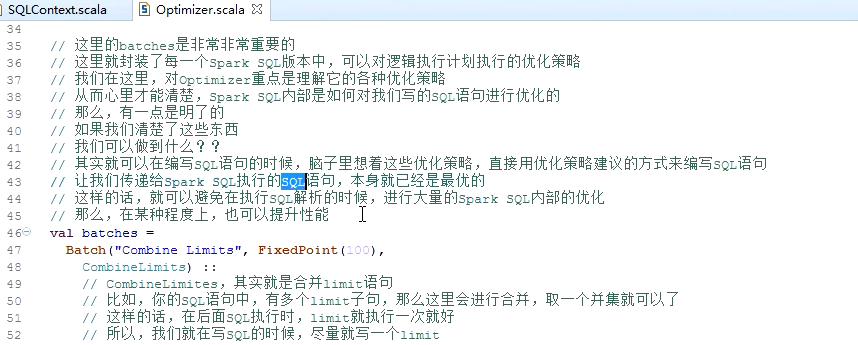 SQLContext.scala
Optimizer.scala
34
35 // 这里的batches是非常非常重要的
36 // 这里就封装了每一个Spark SQL版本中，可以对逻辑执行计划执行的优化策略
37 // 我们在这里，对Optimizer重点是理解它的各种优化策略
38 // 从而心里才能清楚，Spark SQL内部是如何对我们写的SQL语句进行优化的
39 // 那么，有一点是明了的
40 // 如果我们清楚了这些东西
41 // 我们可以做到什么？？
42 // 其实就可以在编写SQL语句的时候，脑子里想着这些优化策略，直接用优化策略建议的方式来编写SQL语句
43 // 让我们传递给Spark SQL执行的SQL语句，本身就已经是最优的
44 // 这样的话，就可以避免在执行SQL解析的时候，进行大量的Spark SQL内部的优化
45 // 那么，在某种程度上，也可以提升性能
46 val batches =
47 Batch("Combine Limits", FixedPoint(100),
48 CombineLimits) ::
49 // CombineLimites，其实就是合并limit语句
50 // 比如，你的SQL语句中，有多个limit子句，那么这里会进行合并，取一个并集就可以了
51 // 这样的话，在后面SQL执行时，limit就执行一次就好
52 // 所以，我们就在写SQL的时候，尽量就写一个limit